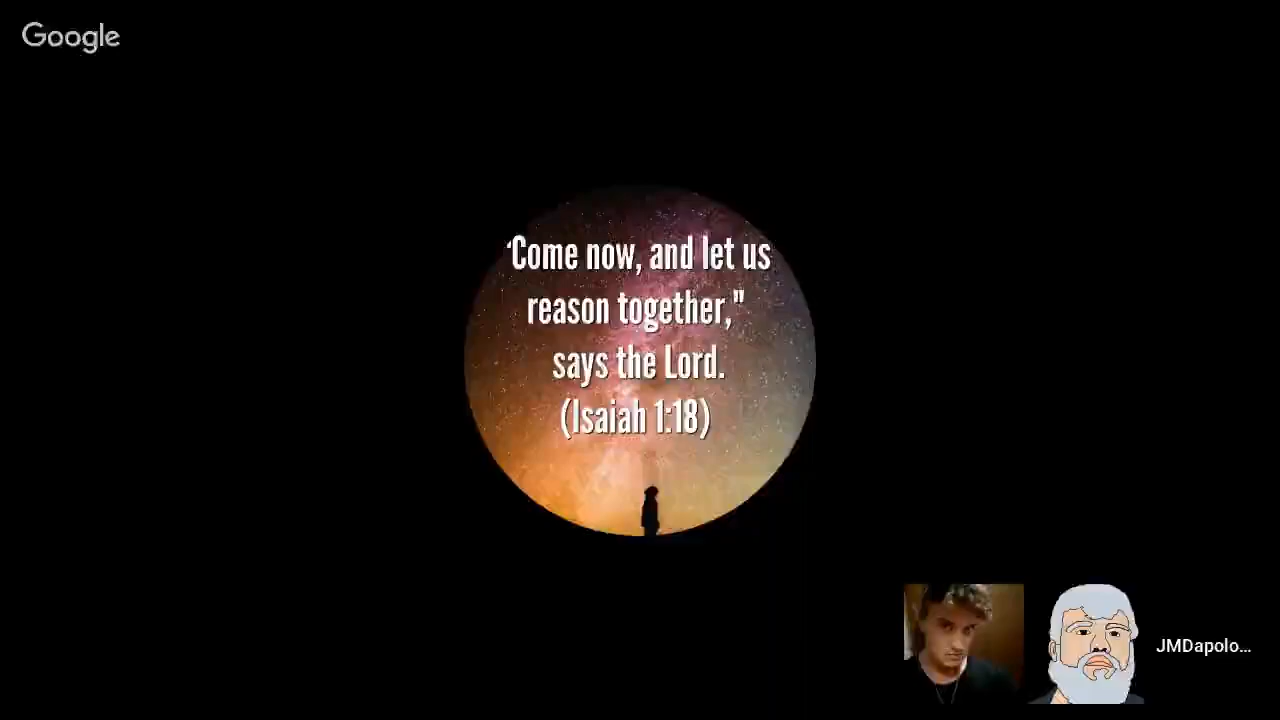 Google
‘Come now, and let us
reason together,"
says the Lord.
(Isaiah 1:18)
JMDapolo...